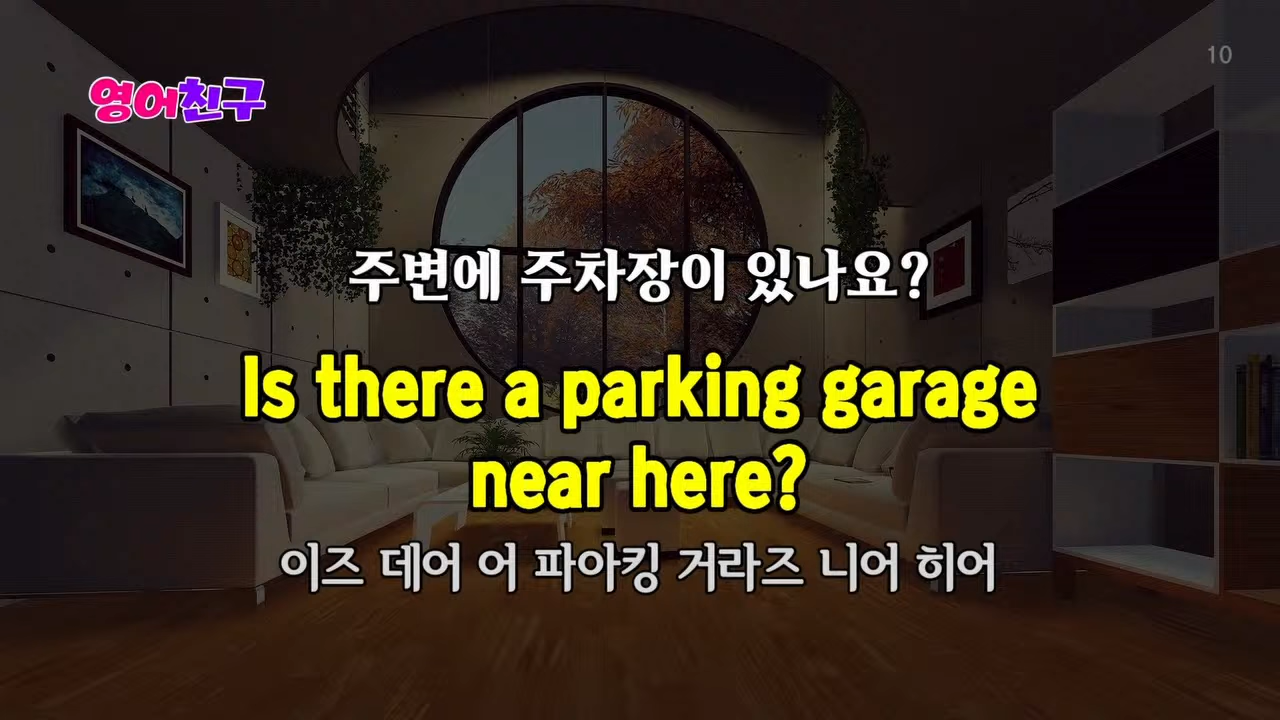 10
영어친구
주변에 주차장이 있나요?
Is there a parking garage
near here?
이즈 데어 어 파아킹 거라즈 니어 히어